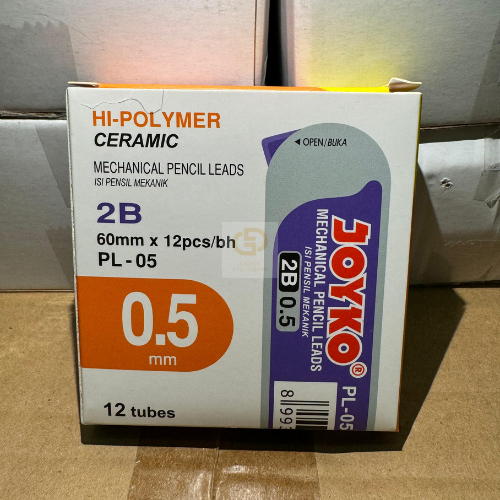 HI-POLYMER
CERAMIC
MECHANICAL PENCIL LEADS
ISI PENSIL MEKANIK
2B
60mm x 12pcs/bh
PL-05
0.5
mm
12 tubes
◄ OPEN/BUKA
JOYKO®
MECHANICAL PENCIL LEADS
ISI PENSIL MEKANIK
2B 0.5
PL-05